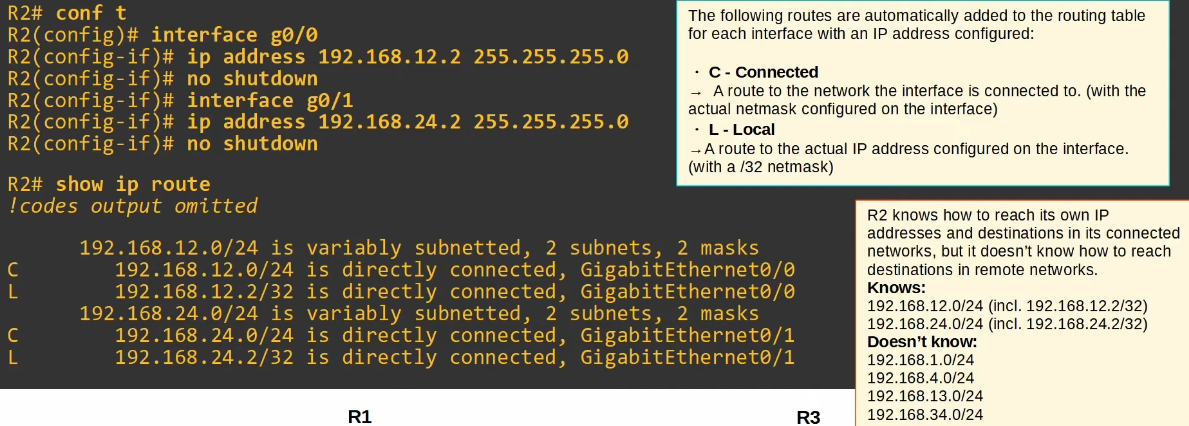 R2# conf t
R2(config)# interface g0/0
R2(config-if)# ip address 192.168.12.2 255.255.255.0
R2(config-if)# no shutdown
R2(config-if)# interface g0/1
R2(config-if)# ip address 192.168.24.2 255.255.255.0
R2(config-if)# no shutdown
R2# show ip route
!codes output omitted
192.168.12.0/24 is variably subnetted, 2 subnets, 2 masks
C 192.168.12.0/24 is directly connected, GigabitEthernet0/0
L 192.168.12.2/32 is directly connected, GigabitEthernet0/0
192.168.24.0/24 is variably subnetted, 2 subnets, 2 masks
C 192.168.24.0/24 is directly connected, GigabitEthernet0/1
L 192.168.24.2/32 is directly connected, GigabitEthernet0/1
The following routes are automatically added to the routing table
for each interface with an IP address configured:
· C - Connected
→ A route to the network the interface is connected to. (with the
actual netmask configured on the interface)
· L - Local
→A route to the actual IP address configured on the interface.
(with a /32 netmask)
R2 knows how to reach its own IP
addresses and destinations in its connected
networks, but it doesn't know how to reach
destinations in remote networks.
Knows:
192.168.12.0/24 (incl. 192.168.12.2/32)
192.168.24.0/24 (incl. 192.168.24.2/32)
Doesn't know:
192.168.1.0/24
192.168.4.0/24
192.168.13.0/24
192.168.34.0/24
R1
R3